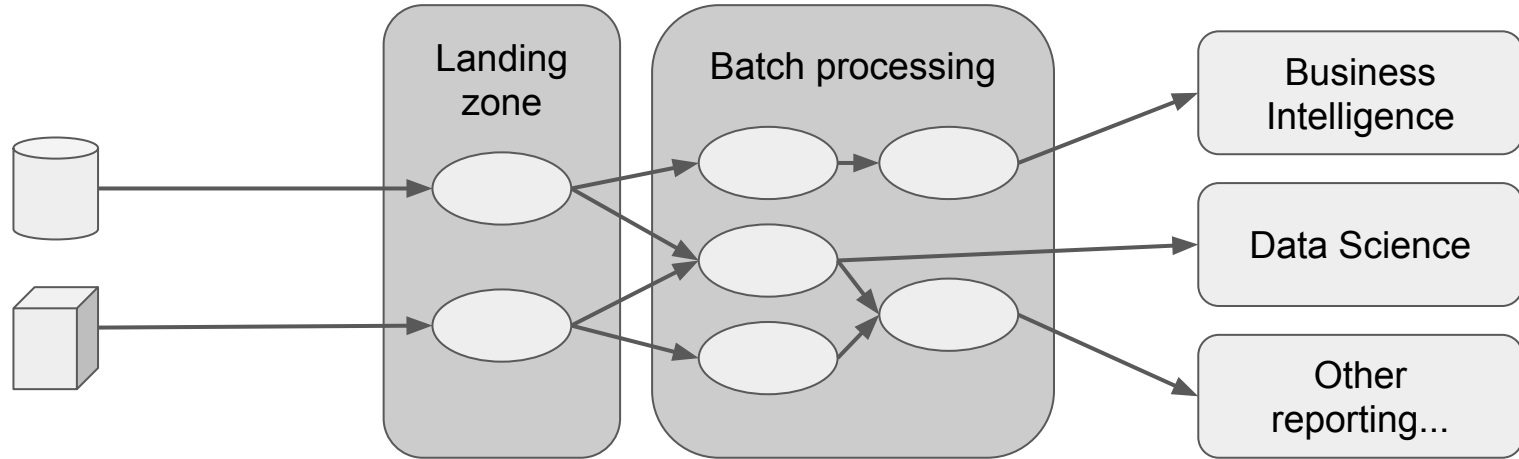 Landing
zone
Batch processing
Business
Intelligence
Data Science
Other
reporting...